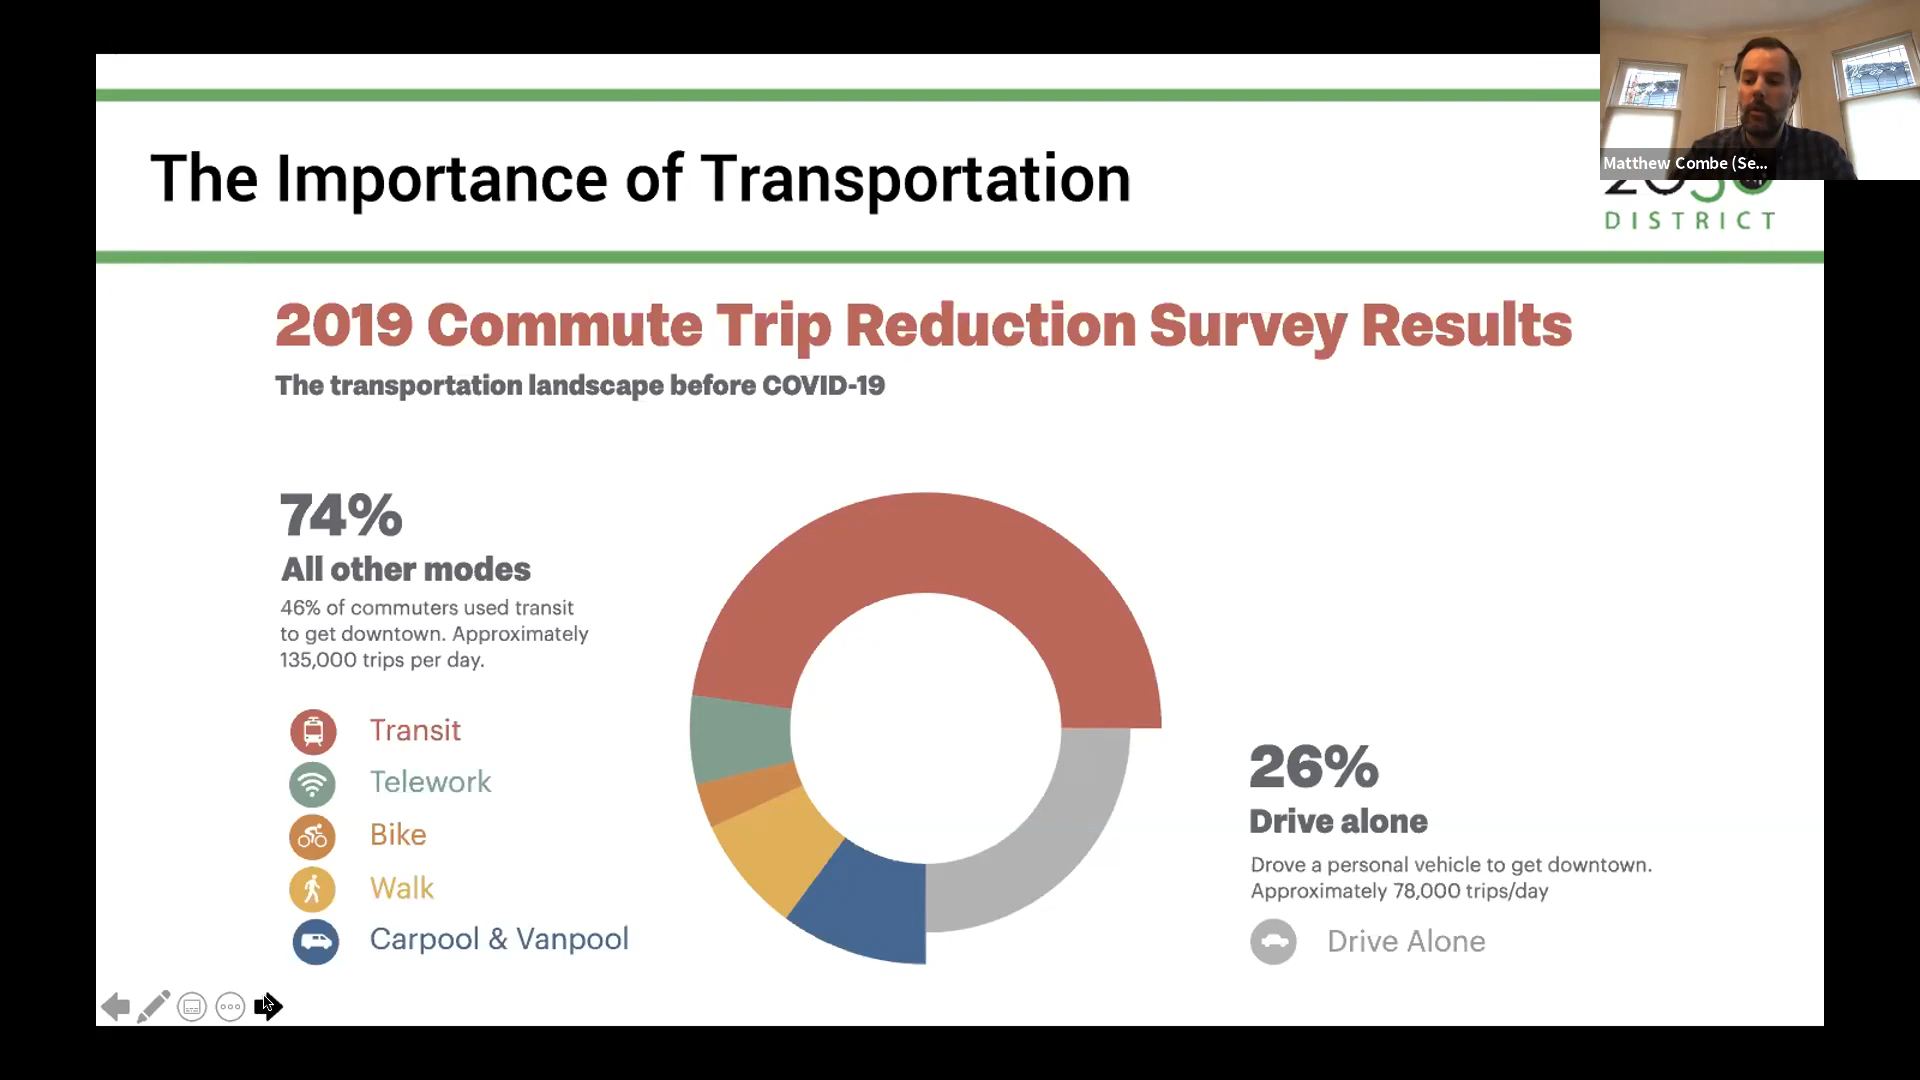 Matthew Combe (Se...
The Importance of Transportation
2030
DISTRICT
2019 Commute Trip Reduction Survey Results
The transportation landscape before COVID-19
74%
All other modes
46% of commuters used transit
to get downtown. Approximately
135,000 trips per day.
Transit
Telework
Bike
Walk
Carpool & Vanpool
26%
Drive alone
Drove a personal vehicle to get downtown.
Approximately 78,000 trips/day
Drive Alone